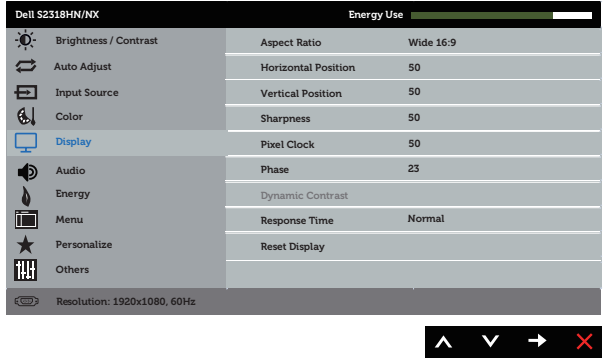 Dell S2318HN/NX Energy Use
Brightness / Contrast
Auto Adjust
Input Source
Color
Display
Audio
Energy
Menu
Personalize
Others
Aspect Ratio Wide 16:9
Horizontal Position 50
Vertical Position 50
Sharpness 50
Pixel Clock 50
Phase 23
Dynamic Contrast
Response Time Normal
Reset Display
Resolution: 1920x1080, 60Hz